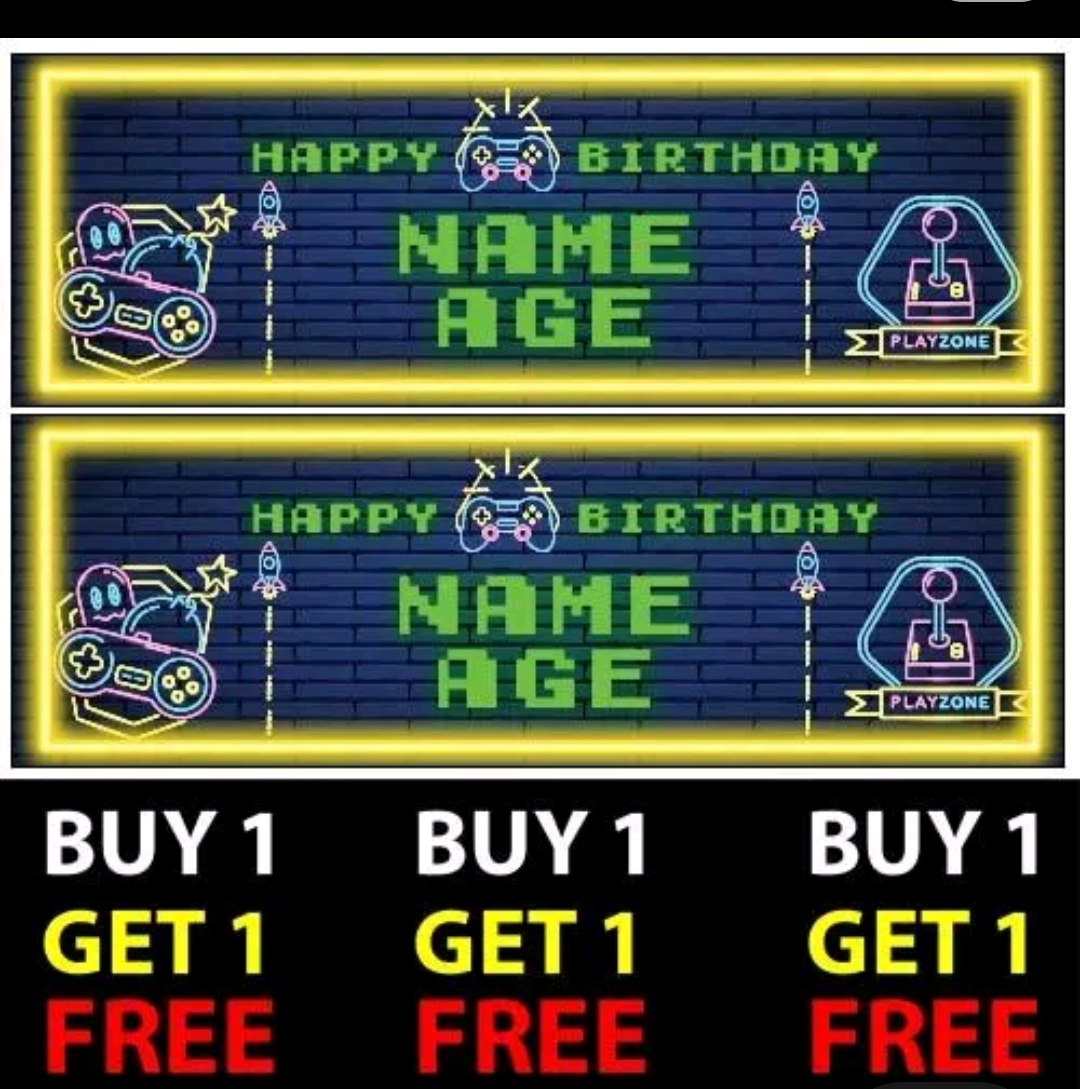 HAPPY BIRTHDAY
NAME
AGE
PLAYZONE
HAPPY BIRTHDAY
NAME
AGE
PLAYZONE
BUY 1 BUY 1 BUY 1
GET 1 GET 1 GET 1
FREE FREE FREE